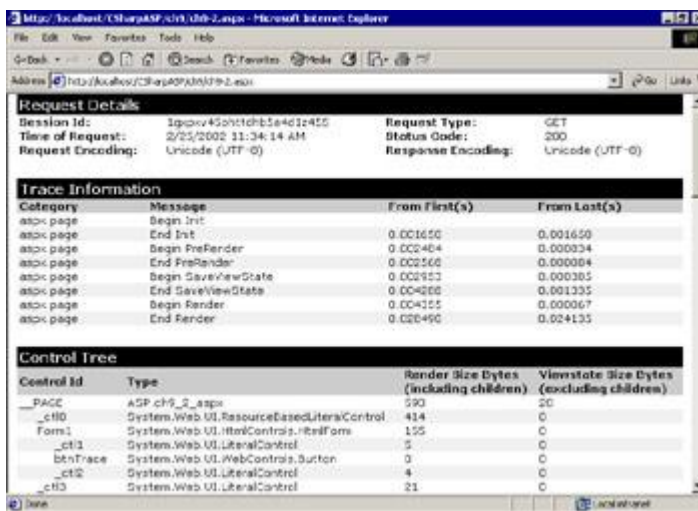 http://localhost/CSharpASP/ch9/ch9-2.aspx - Microsoft Internet Explorer
File Edit View Favorites Tools Help
Back Search Favorites Media
Address http://localhost/CSharpASP/ch9/ch9-2.aspx Go Links
Request Details
Session Id: Request Type: GET
Time of Request: 2/25/2002 11:34:14 AM Status Code: 200
Request Encoding: Unicode (UTF-8) Response Encoding: Unicode (UTF-8)
Trace Information
Category Message From First(s) From Last(s)
aspx.page Begin Init
aspx.page End Init 0.001650 0.001650
aspx.page Begin PreRender 0.002484 0.000834
aspx.page End PreRender 0.002568 0.000084
aspx.page Begin SaveViewState 0.002953 0.000385
aspx.page End SaveViewState 0.004288 0.001335
aspx.page Begin Render 0.004355 0.000067
aspx.page End Render 0.028490 0.024135
Control Tree
Control Id Type Render Size Bytes (including children) Viewstate Size Bytes (excluding children)
__PAGE ASP.ch9_2_aspx 590 20
_ctl0 System.Web.UI.ResourceBasedLiteralControl 414 0
Form1 System.Web.UI.HtmlControls.HtmlForm 155 0
_ctl1 System.Web.UI.LiteralControl 5 0
btnTrace System.Web.UI.WebControls.Button 0 0
_ctl2 System.Web.UI.LiteralControl 4 0
_ctl3 System.Web.UI.LiteralControl 21 0
Done Local intranet